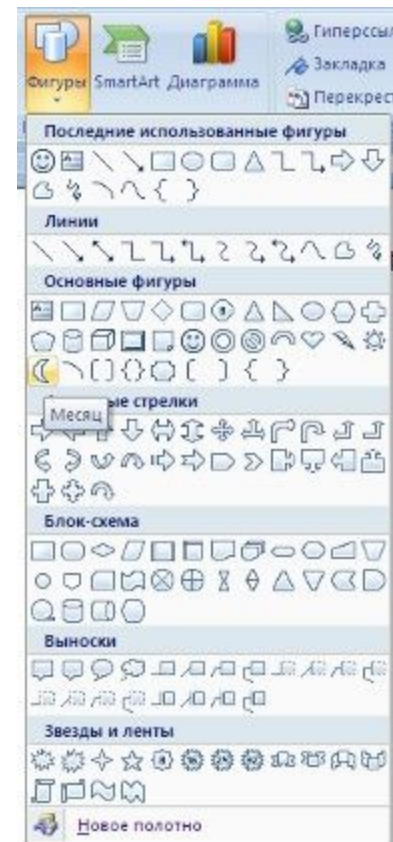 Гиперссыл
Закладка
Фигуры SmartArt Диаграмма
Перекрест
Последние использованные фигуры
Линии
Основные фигуры
Месяц
ые стрелки
Блок-схема
Выноски
Звезды и ленты
Новое полотно